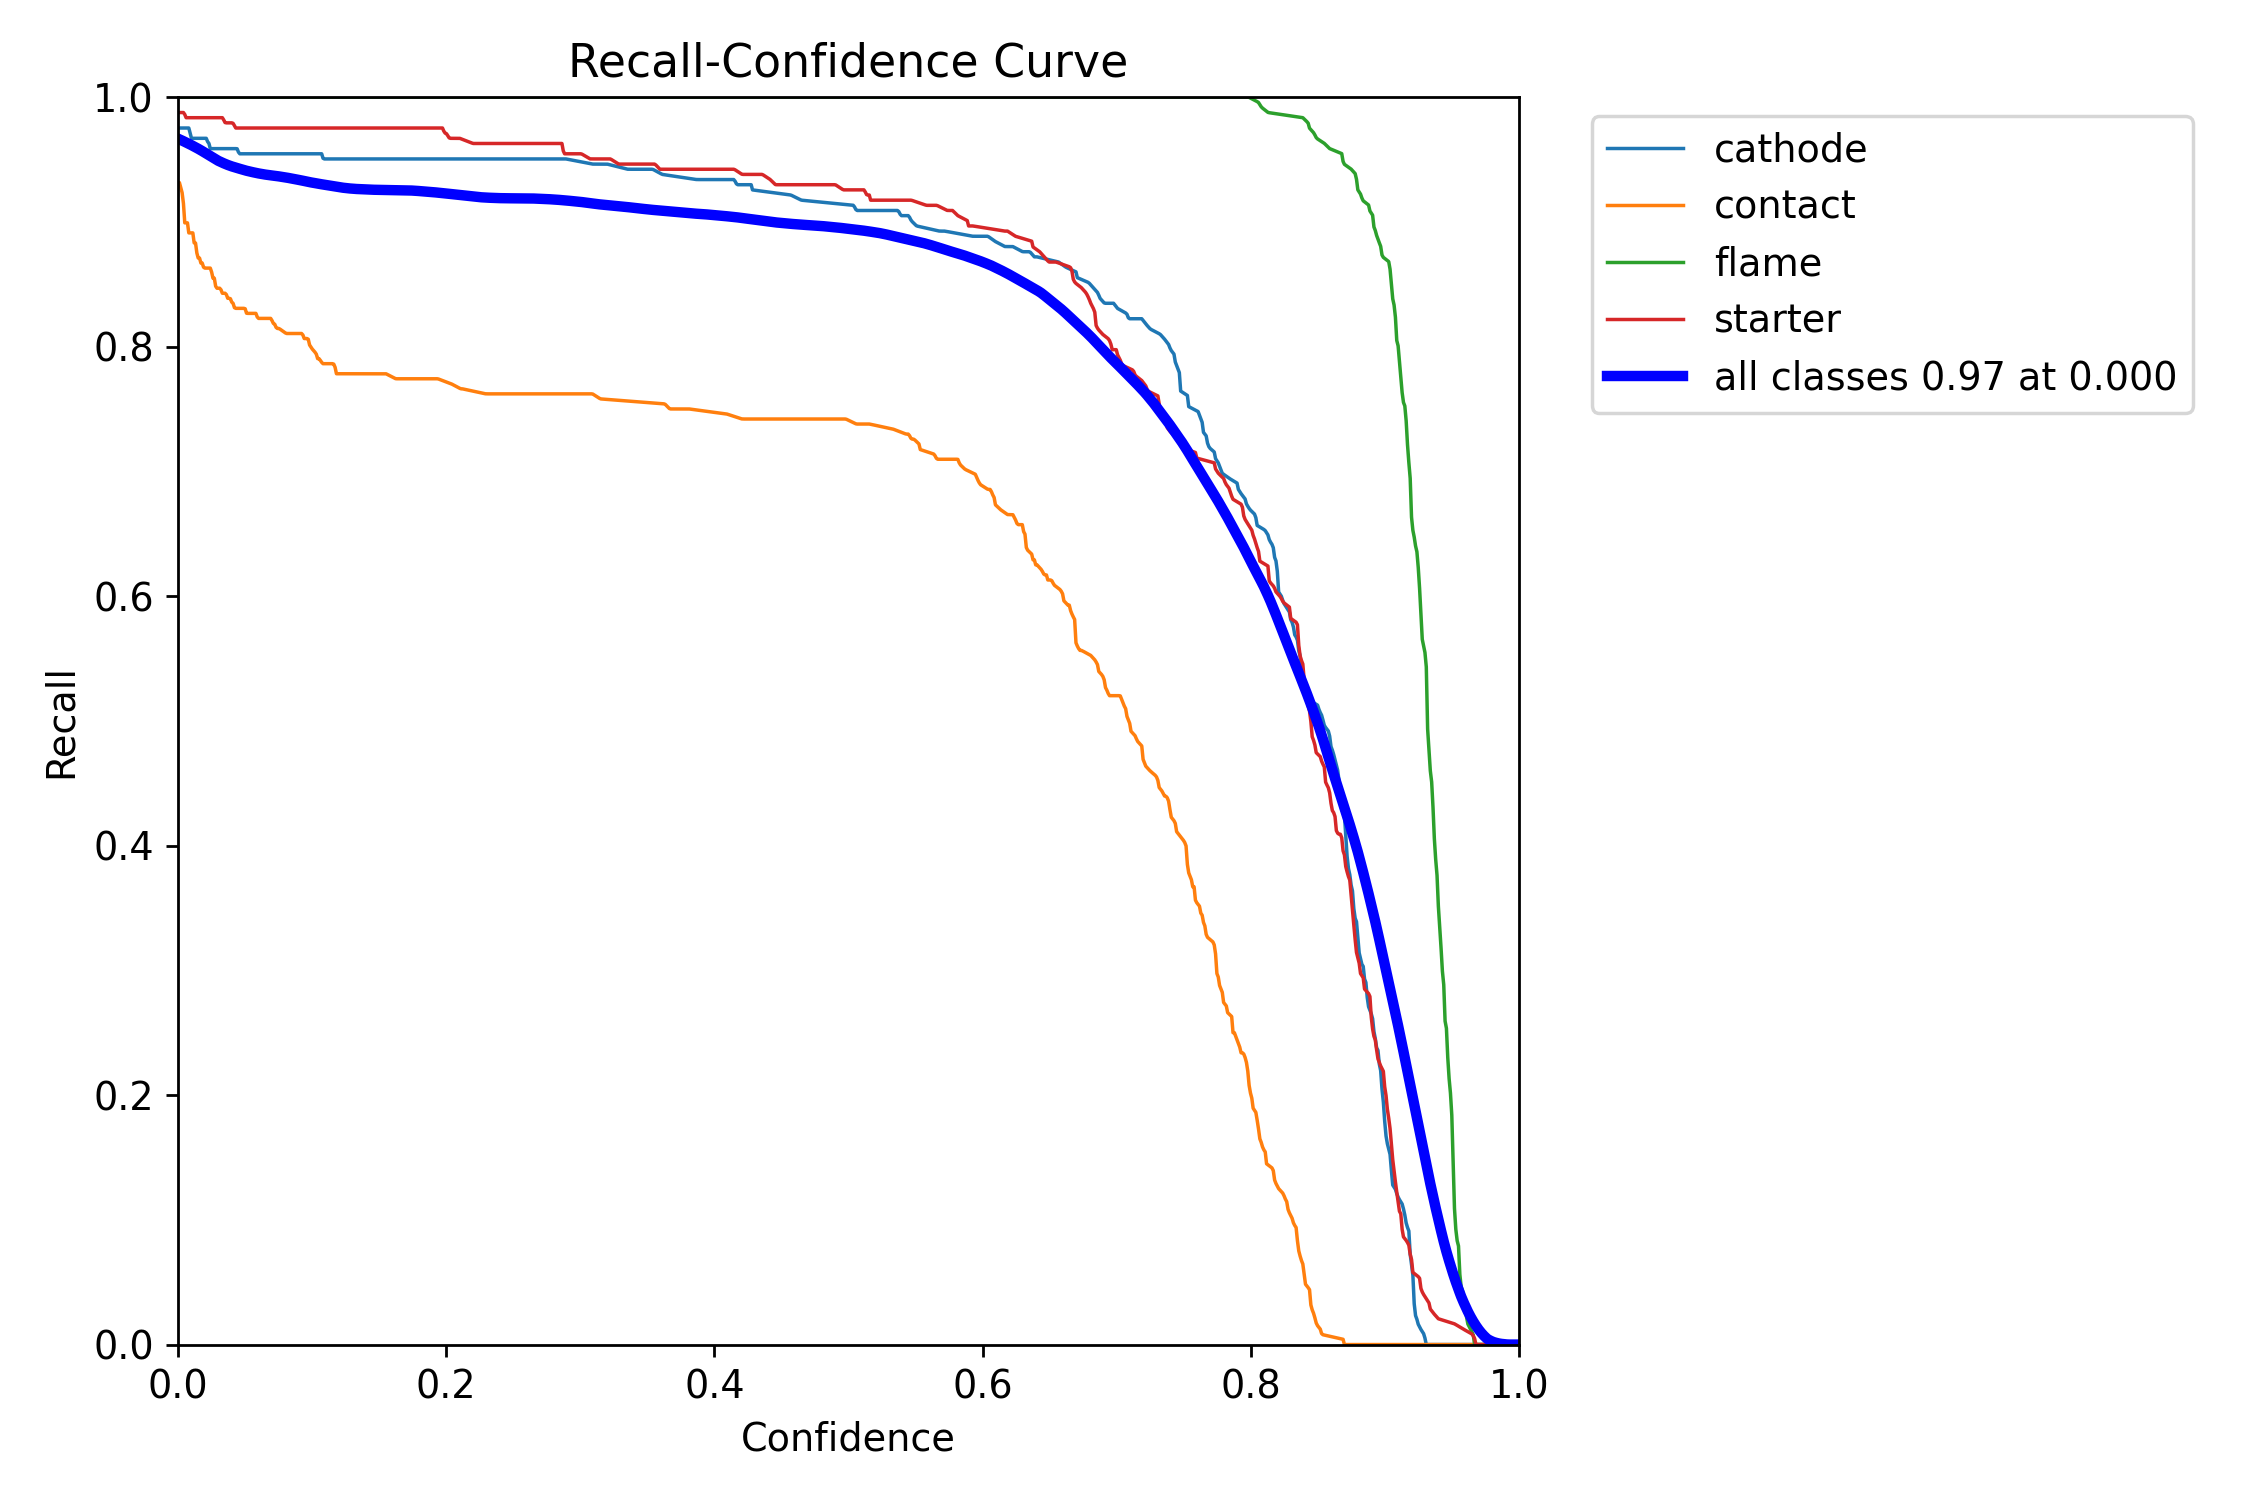 Recall-Confidence Curve
1.0
0.8
0.6
0.4
0.2
0.0
Recall
0.0 0.2 0.4 0.6 0.8 1.0
Confidence
cathode
contact
flame
starter
all classes 0.97 at 0.000